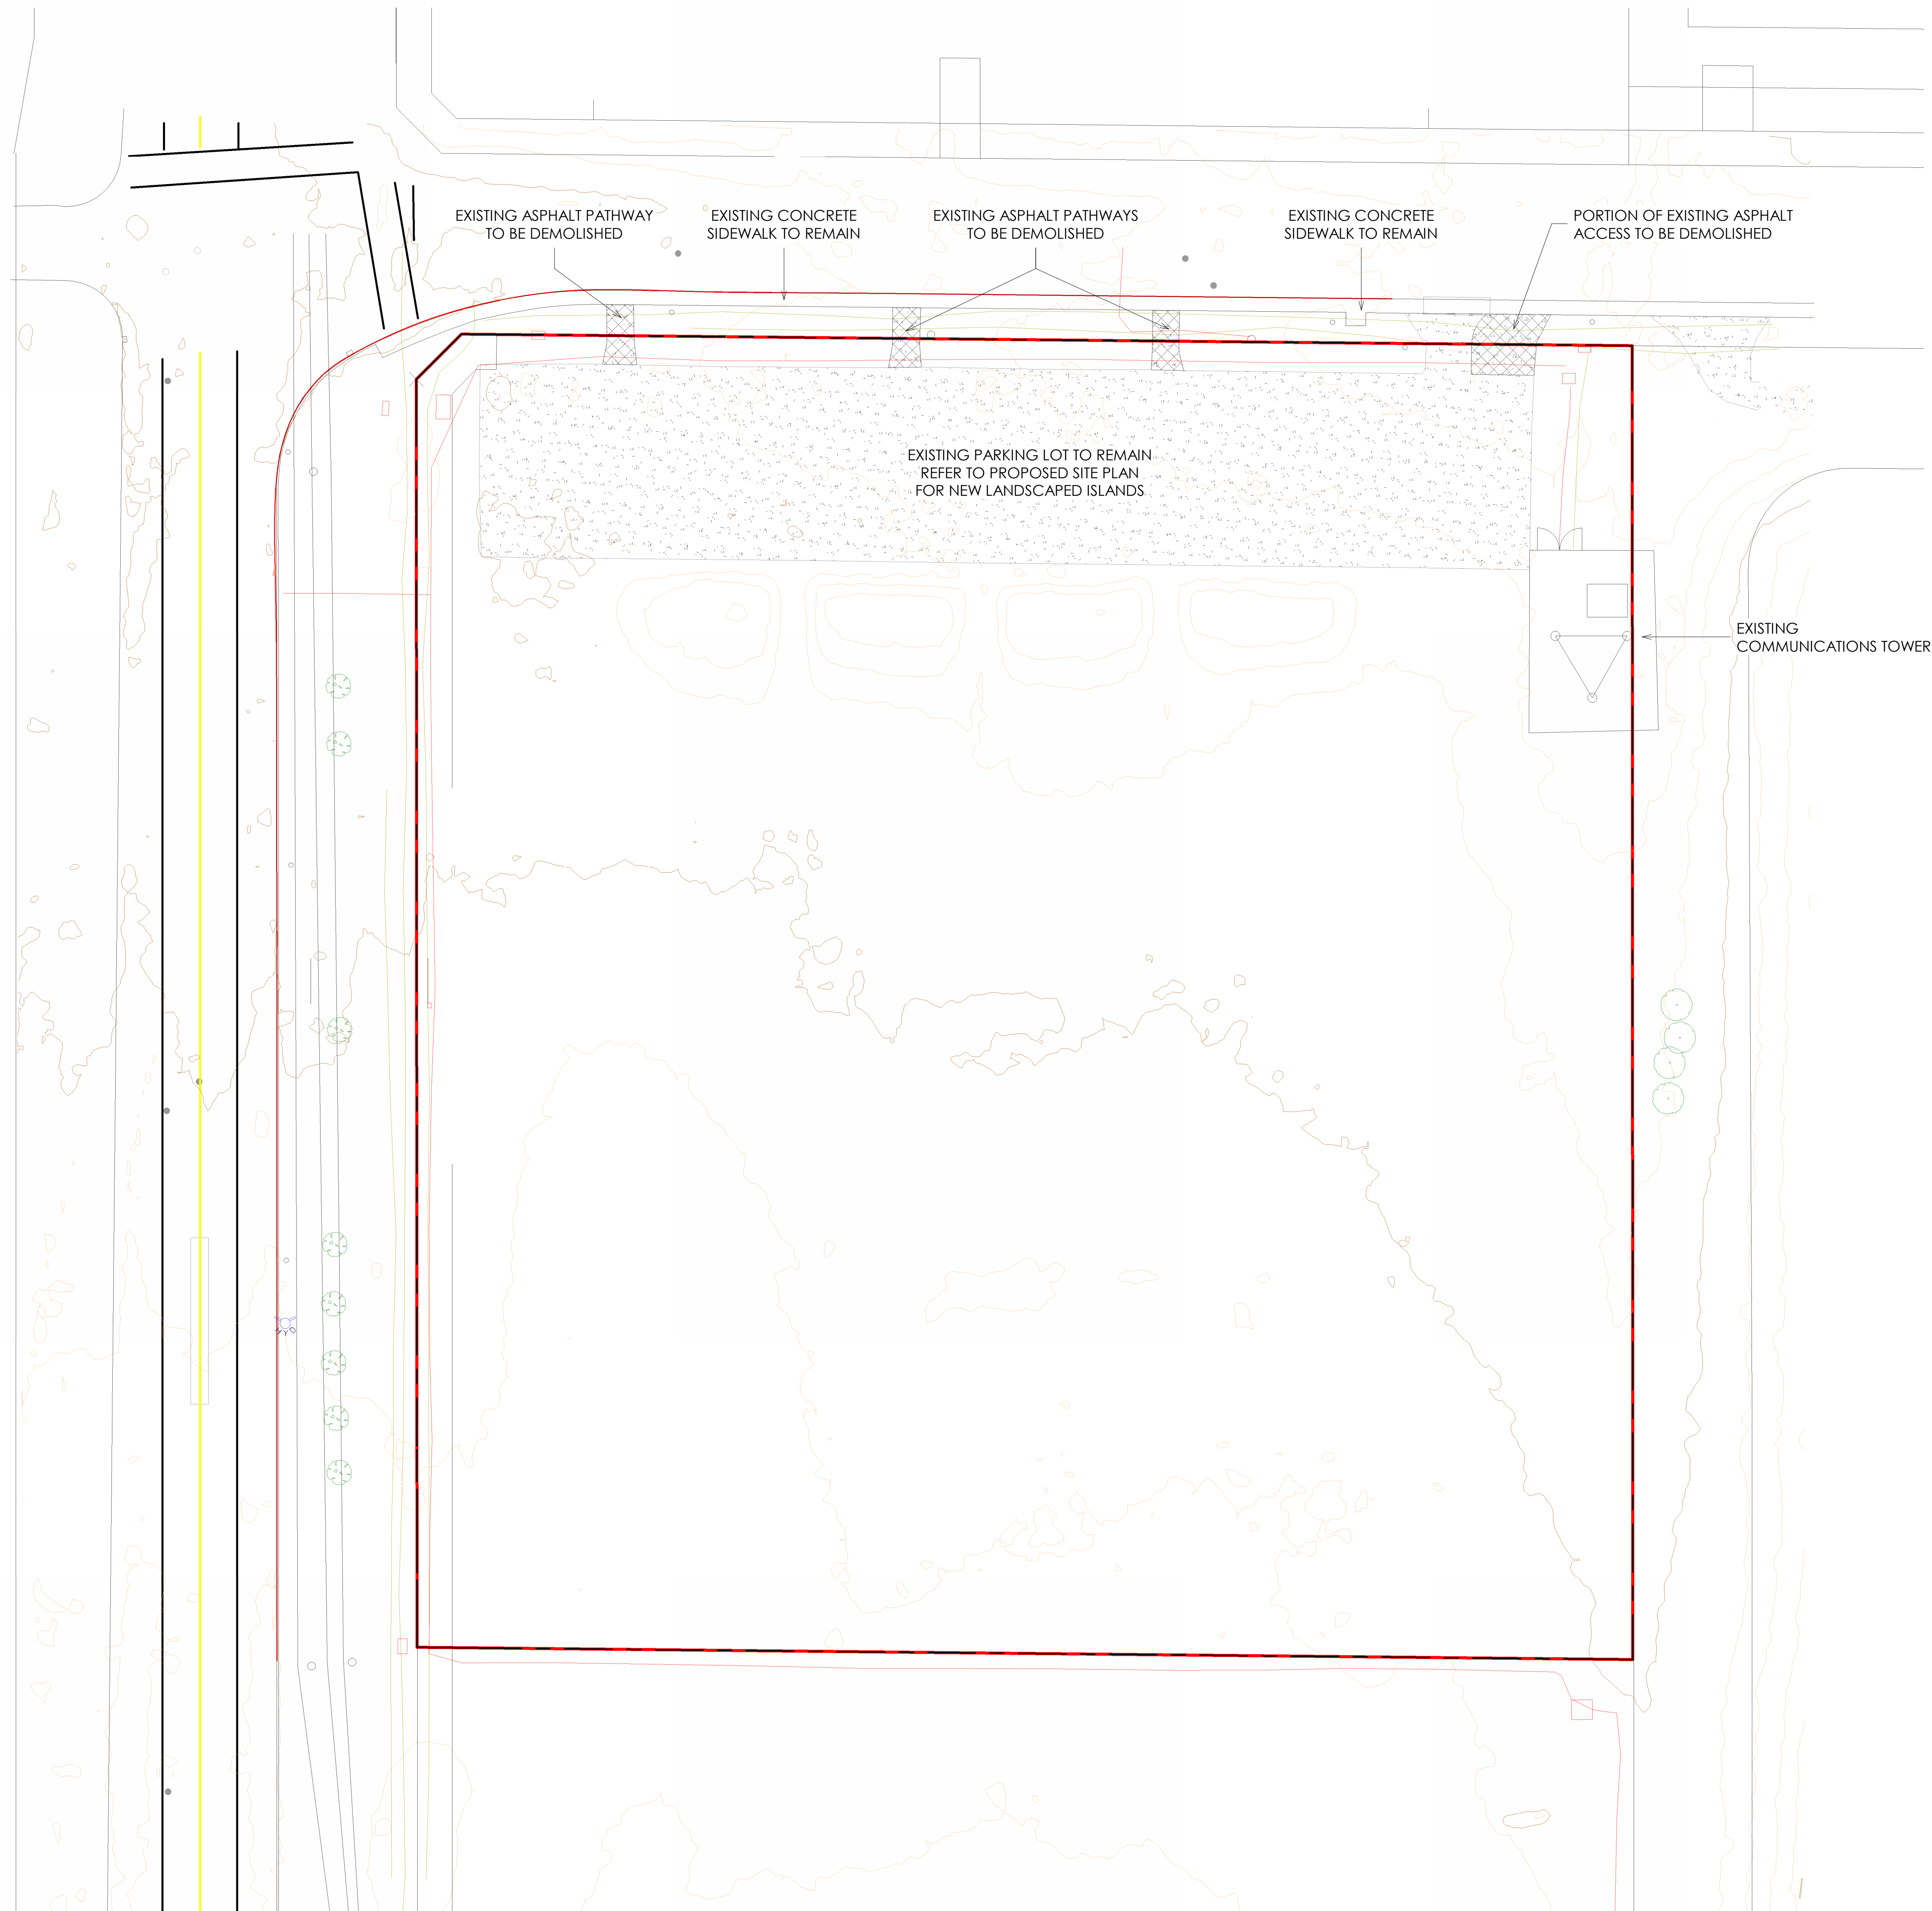 EXISTING ASPHALT PATHWAY
TO BE DEMOLISHED
EXISTING CONCRETE
SIDEWALK TO REMAIN
EXISTING ASPHALT PATHWAYS
TO BE DEMOLISHED
EXISTING CONCRETE
SIDEWALK TO REMAIN
PORTION OF EXISTING ASPHALT
ACCESS TO BE DEMOLISHED
EXISTING PARKING LOT TO REMAIN
REFER TO PROPOSED SITE PLAN
FOR NEW LANDSCAPED ISLANDS
EXISTING
COMMUNICATIONS TOWER